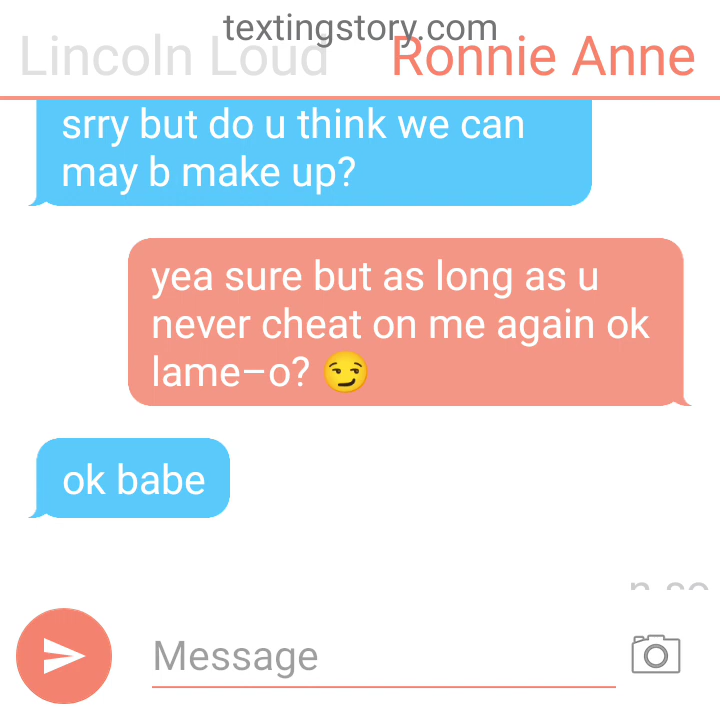 textingstory.com
Lincoln Loud Ronnie Anne
srry but do u think we can
may b make up?
yea sure but as long as u
never cheat on me again ok
lame–o? 😏
ok babe
Message